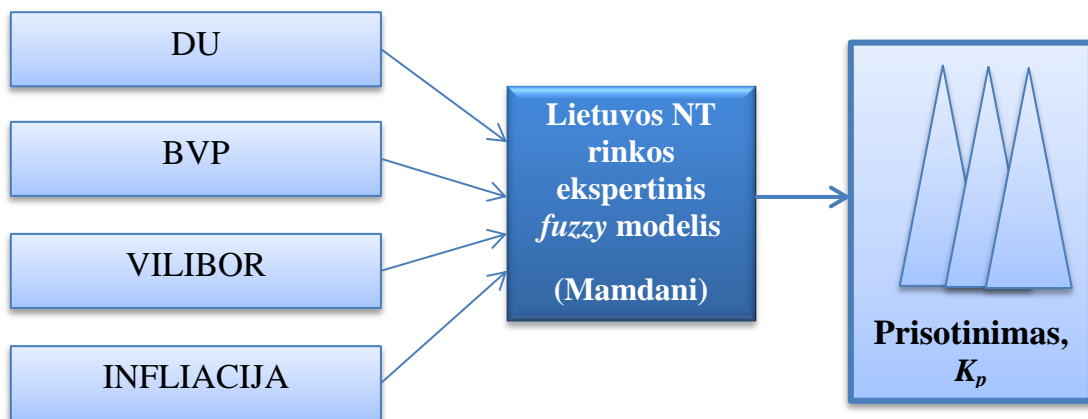 DU
BVP
VILIBOR
INFLIACIJA
Lietuvos NT
rinkos
ekspertinis
fuzzy modelis
(Mamdani)
Prisotinimas,
Kp